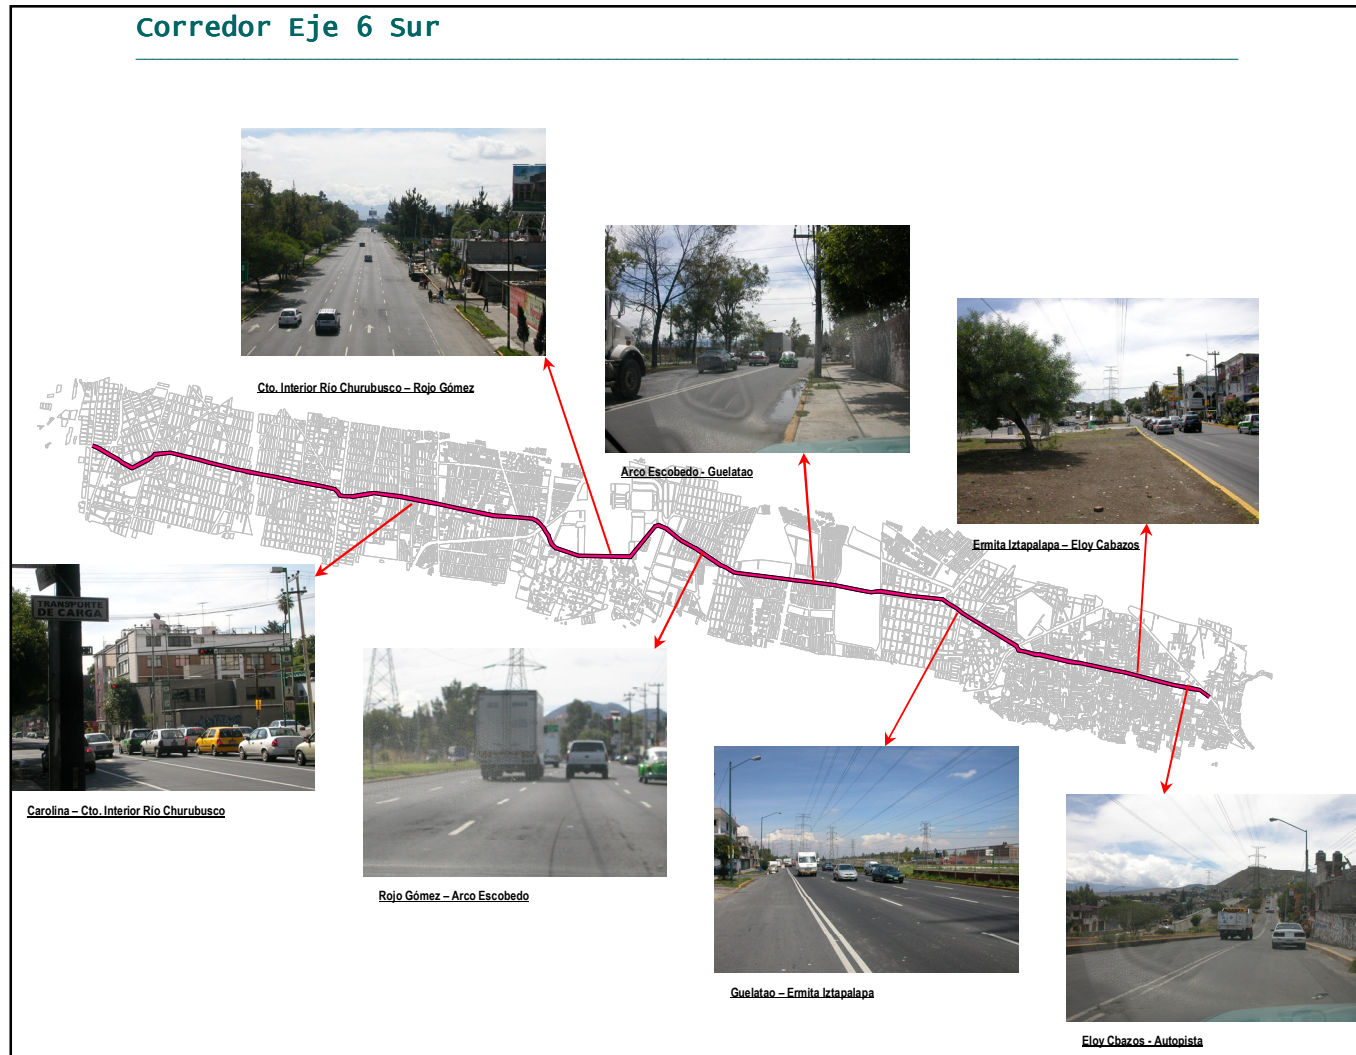 Corredor Eje 6 Sur
Cto. Interior Río Churubusco – Rojo Gómez
Arco Escobedo - Guelatao
Ermita Iztapalapa – Eloy Cabazos
TRANSPORTE
DE CARGA
Carolina – Cto. Interior Río Churubusco
Rojo Gómez – Arco Escobedo
Guelatao – Ermita Iztapalapa
Eloy Cbazos - Autopista